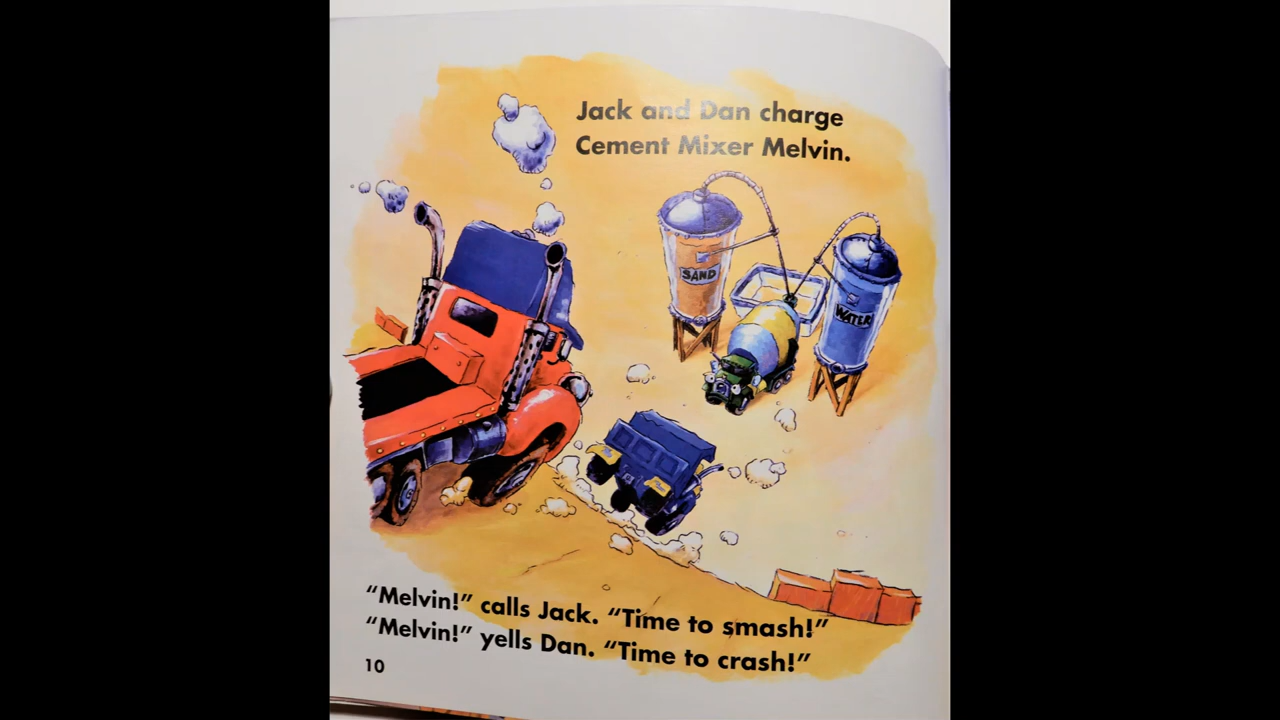 Jack and Dan charge
Cement Mixer Melvin.
SAND
WATER
“Melvin!” calls Jack. “Time to smash!”
“Melvin!” yells Dan. “Time to crash!”
10